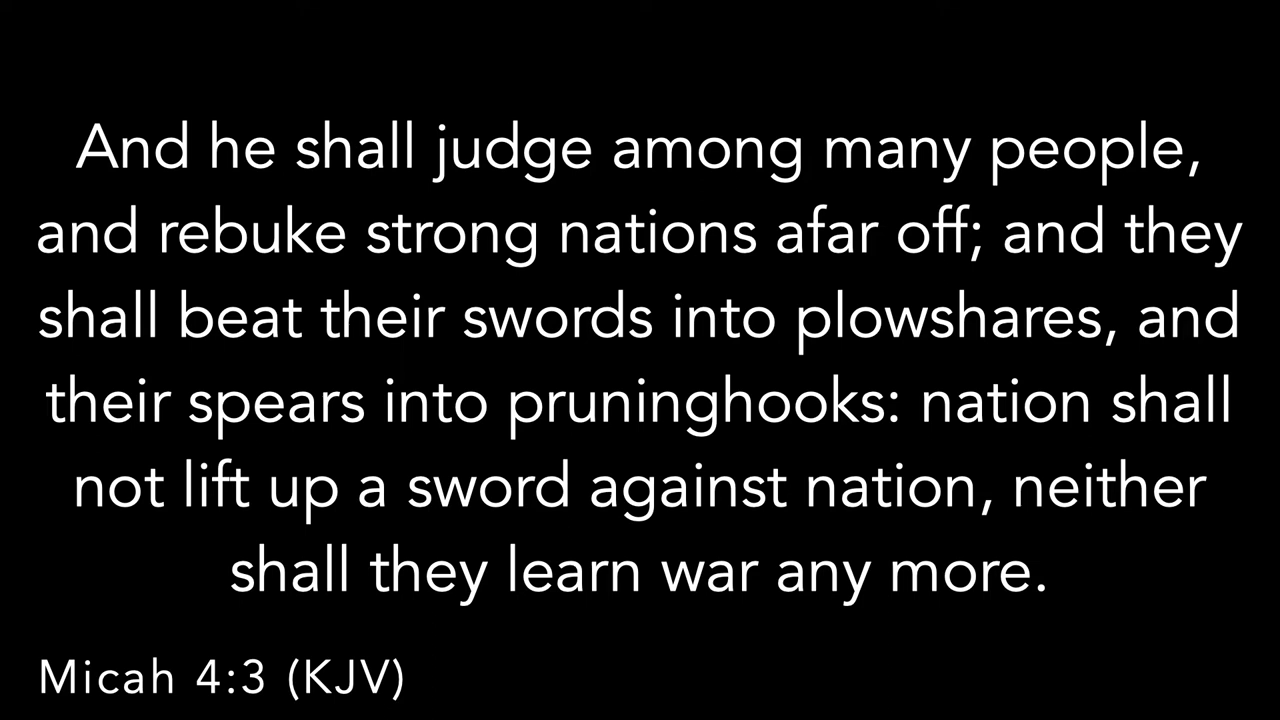 And he shall judge among many people,
and rebuke strong nations afar off; and they
shall beat their swords into plowshares, and
their spears into pruninghooks: nation shall
not lift up a sword against nation, neither
shall they learn war any more.
Micah 4:3 (KJV)